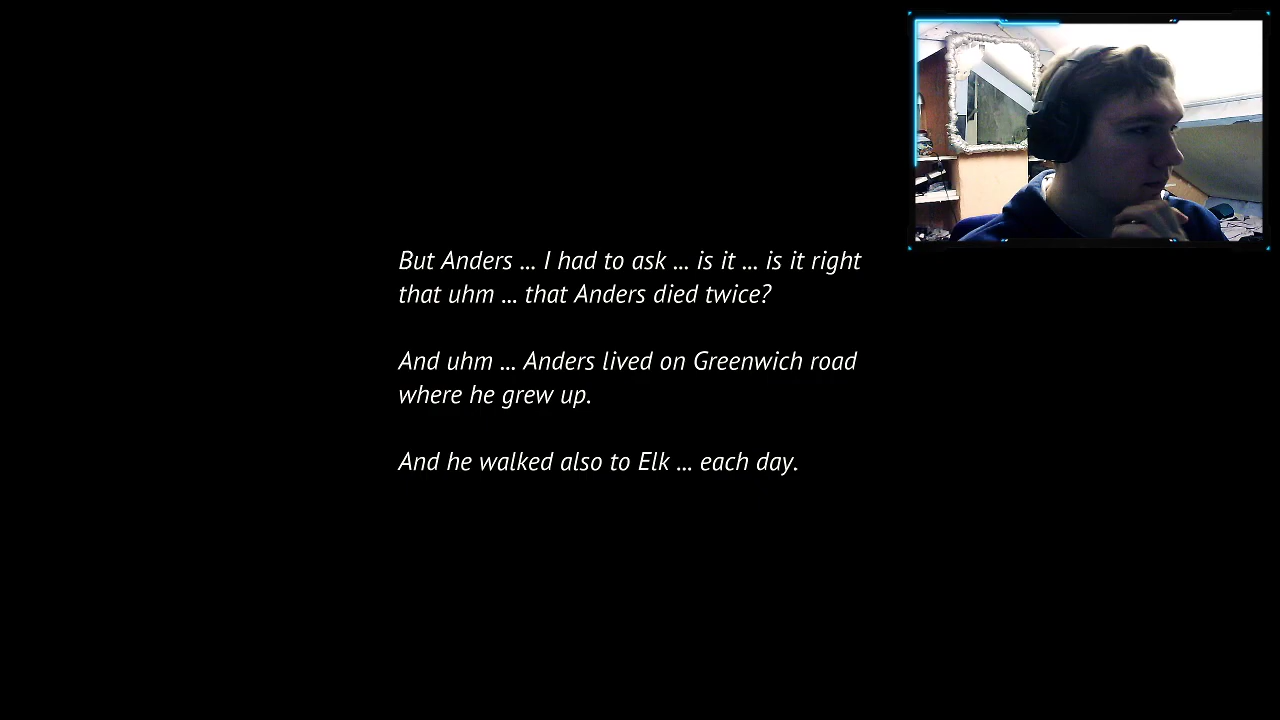 But Anders ... I had to ask ... is it ... is it right
that uhm ... that Anders died twice?
And uhm ... Anders lived on Greenwich road
where he grew up.
And he walked also to Elk ... each day.